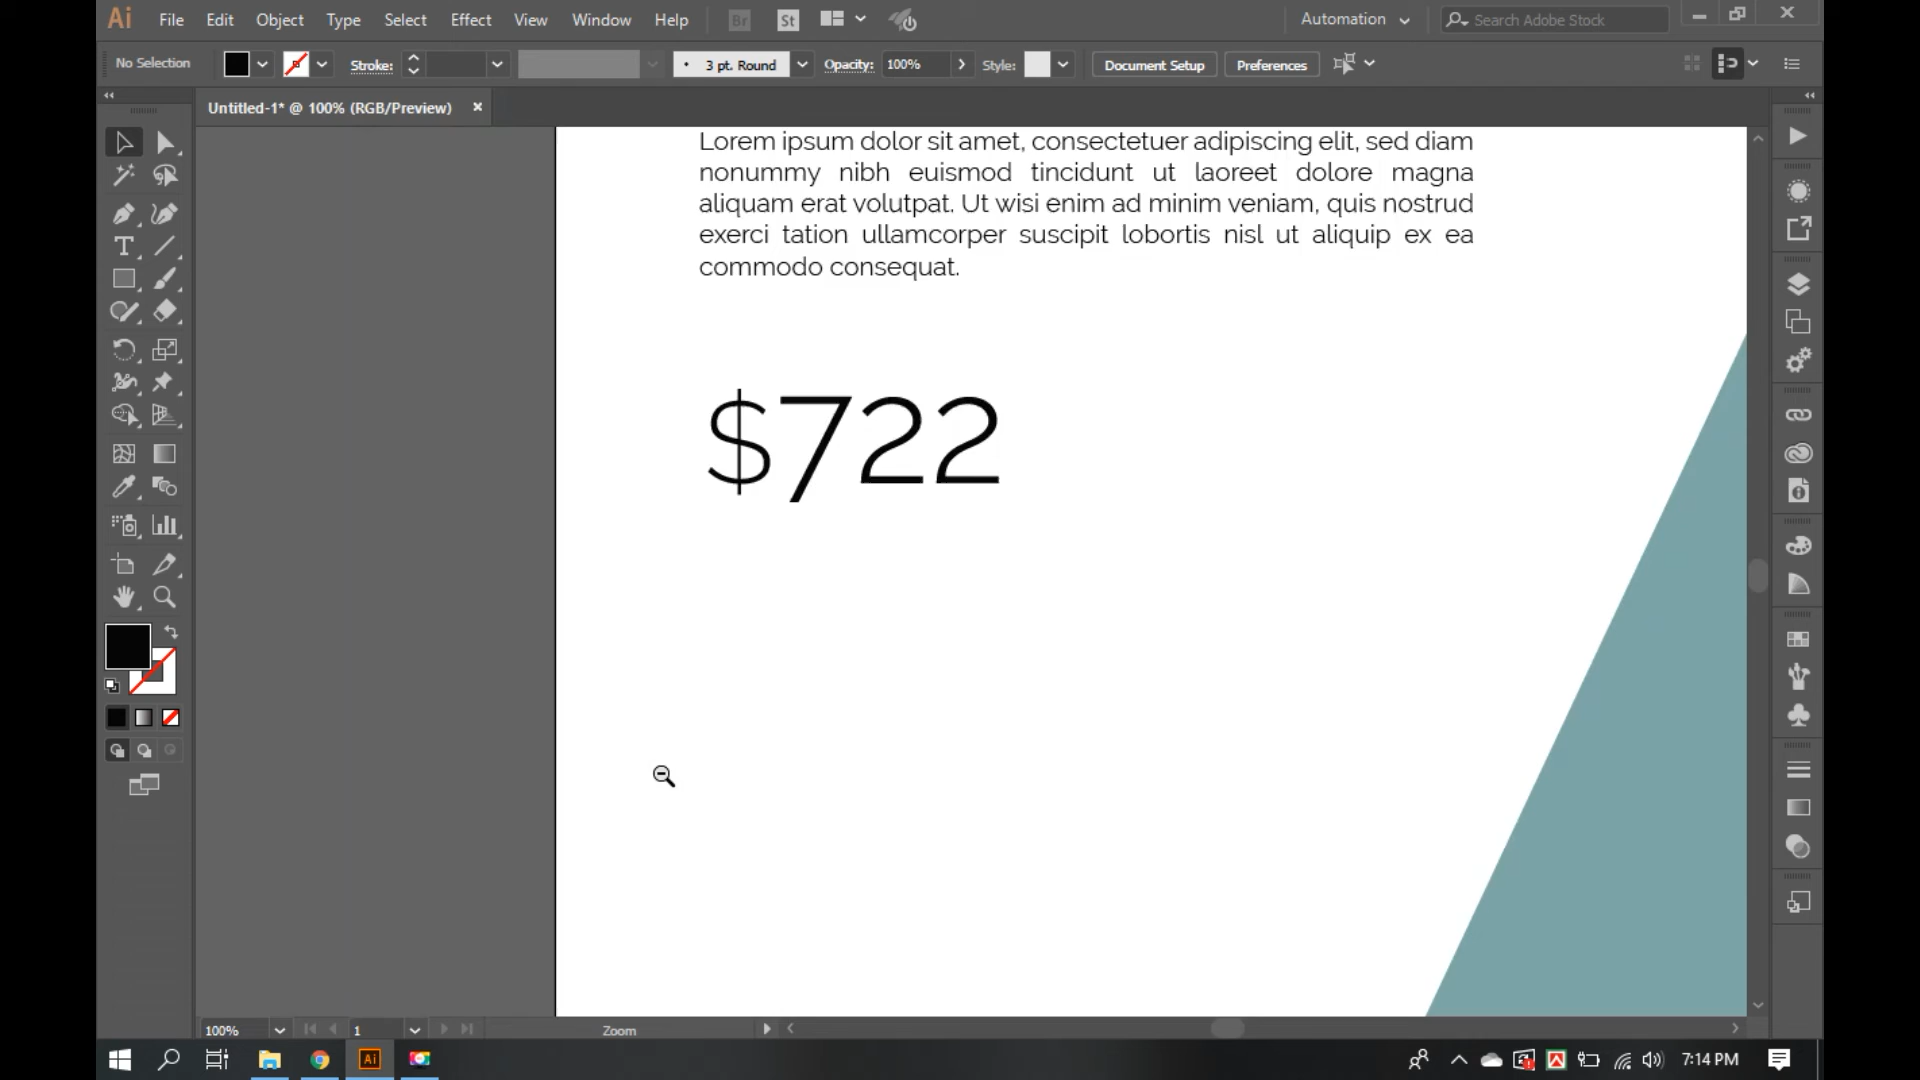 Ai File Edit Object Type Select Effect View Window Help Br St Automation Search Adobe Stock
No Selection Stroke: 3 pt. Round Opacity: 100% Style: Document Setup Preferences
Untitled-1* @ 100% (RGB/Preview)
Lorem ipsum dolor sit amet, consectetuer adipiscing elit, sed diam
nonummy nibh euismod tincidunt ut laoreet dolore magna
aliquam erat volutpat. Ut wisi enim ad minim veniam, quis nostrud
exerci tation ullamcorper suscipit lobortis nisl ut aliquip ex ea
commodo consequat.
$722
100% 1 Zoom
Ai 7:14 PM